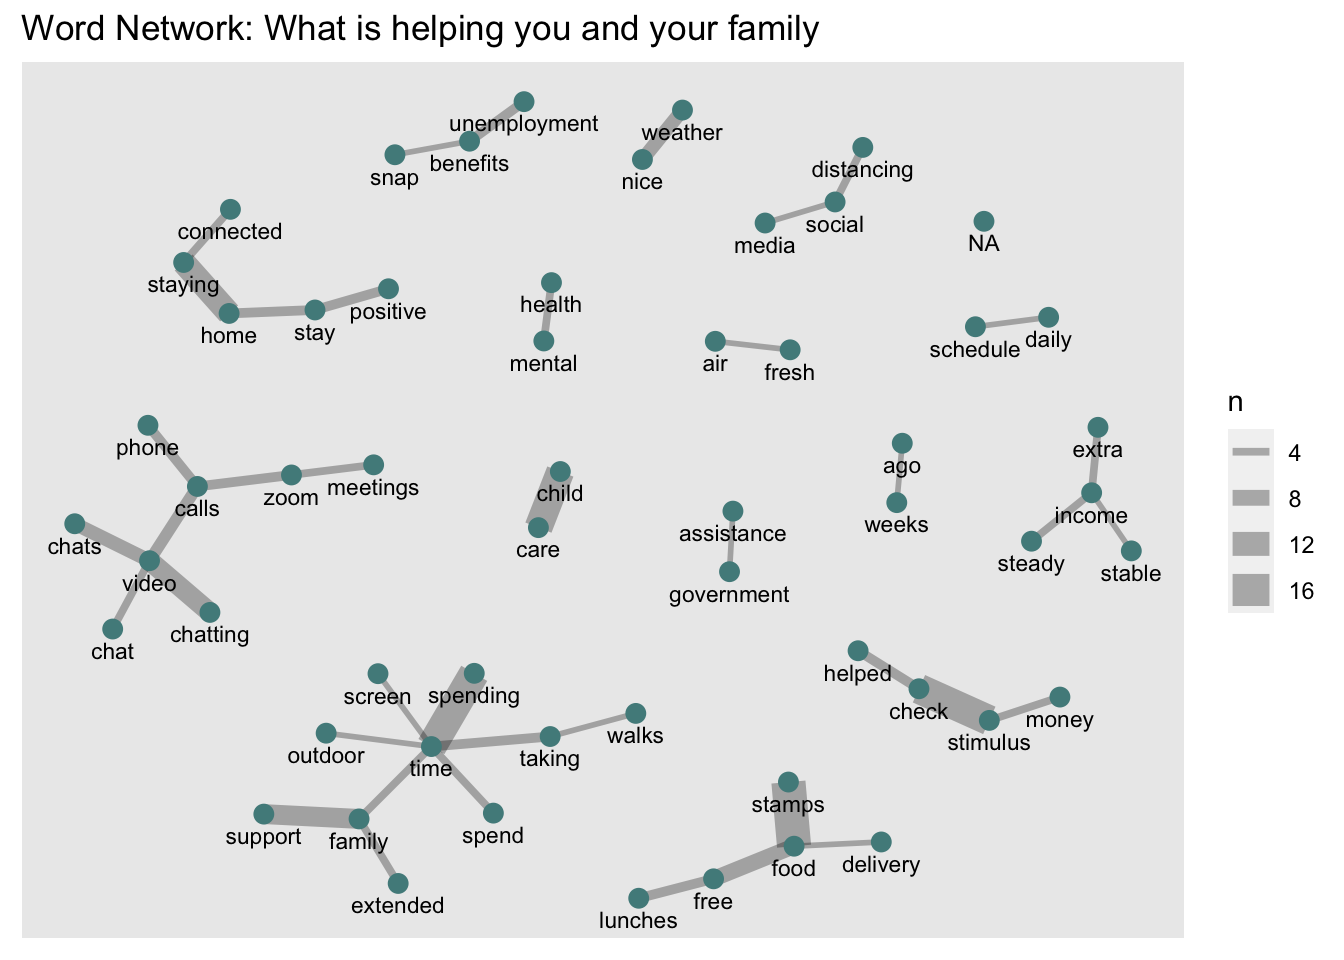 Word Network: What is helping you and your family
unemployment
snap
benefits
weather
nice
distancing
media
social
NA
connected
staying
home
stay
positive
health
mental
air
fresh
schedule
daily
phone
calls
zoom
meetings
chats
video
chatting
chat
child
care
assistance
government
ago
weeks
extra
income
steady
stable
n
4
8
12
16
screen
spending
outdoor
time
taking
walks
support
family
spend
extended
helped
check
stimulus
money
stamps
food
delivery
free
lunches